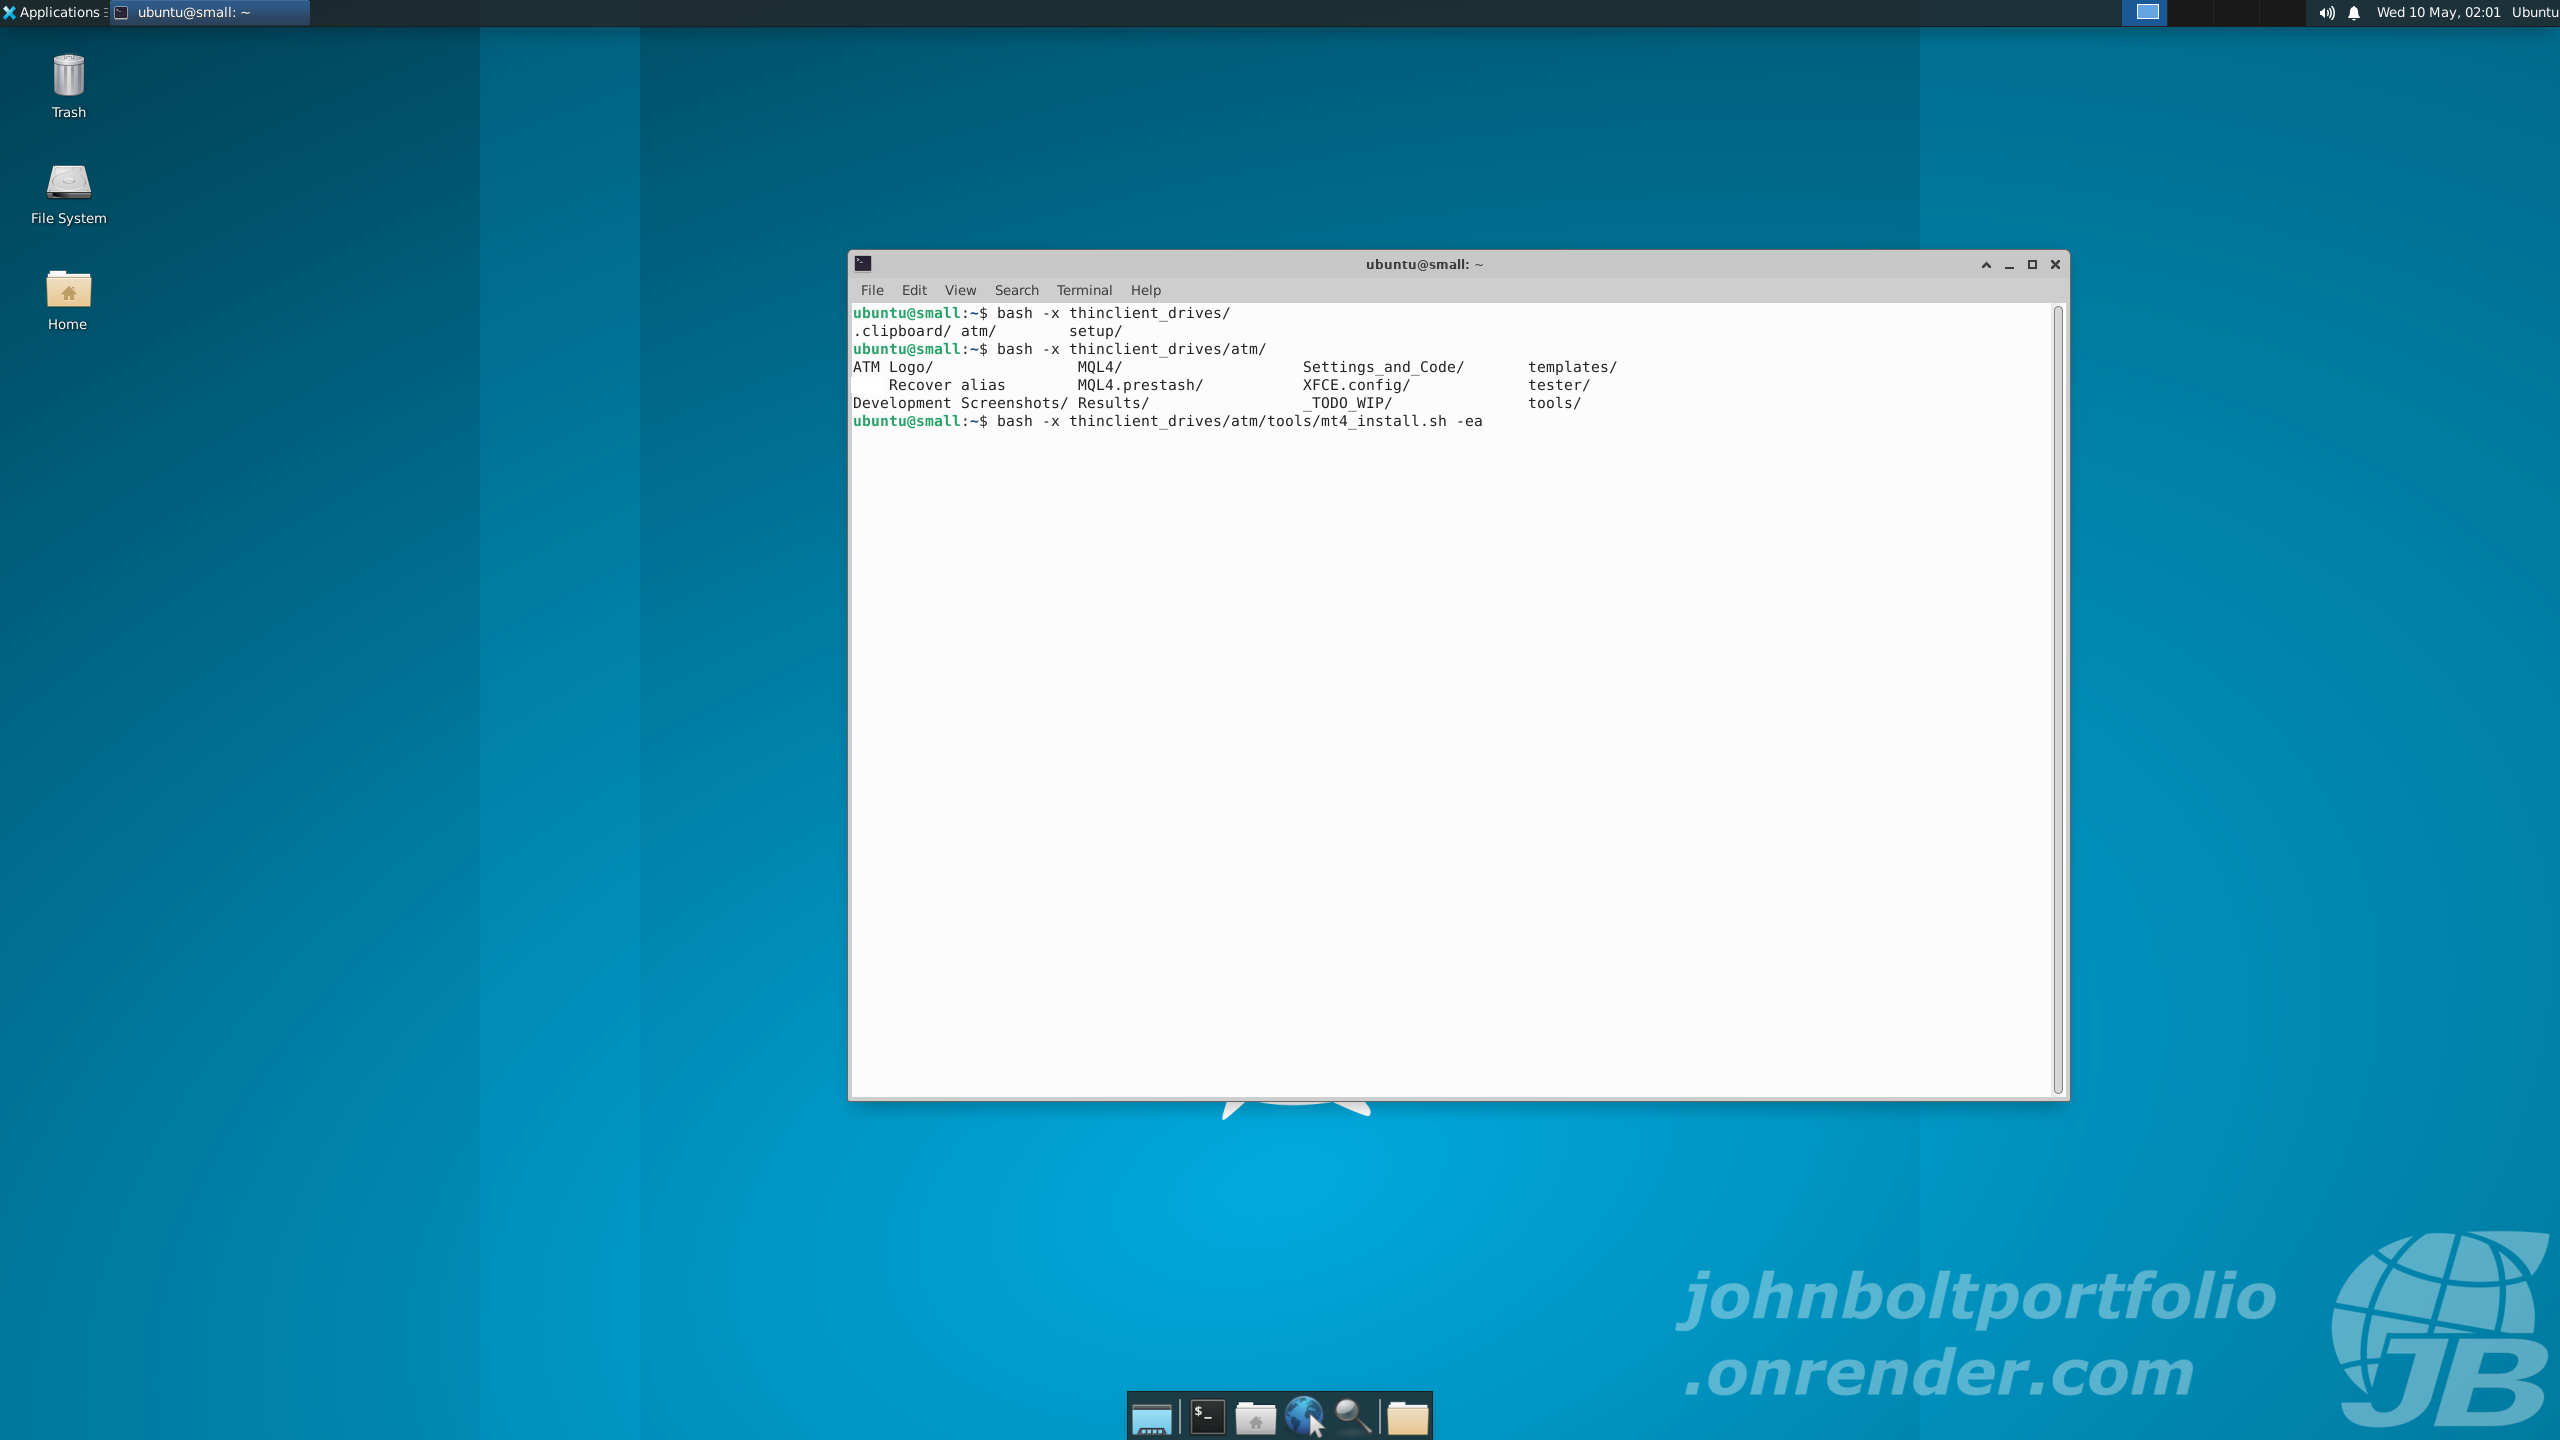 Applications
ubuntu@small: ~
Wed 10 May, 02:01
Ubuntu
Trash
File System
Home
ubuntu@small: ~
File Edit View Search Terminal Help
ubuntu@small:~$ bash -x thinclient_drives/
.clipboard/ atm/ setup/
ubuntu@small:~$ bash -x thinclient_drives/atm/
ATM Logo/ MQL4/ Settings_and_Code/ templates/
Recover alias MQL4.prestash/ XFCE.config/ tester/
Development Screenshots/ Results/ _TODO_WIP/ tools/
ubuntu@small:~$ bash -x thinclient_drives/atm/tools/mt4_install.sh -ea
$_
johnboltportfolio
.onrender.com
JB